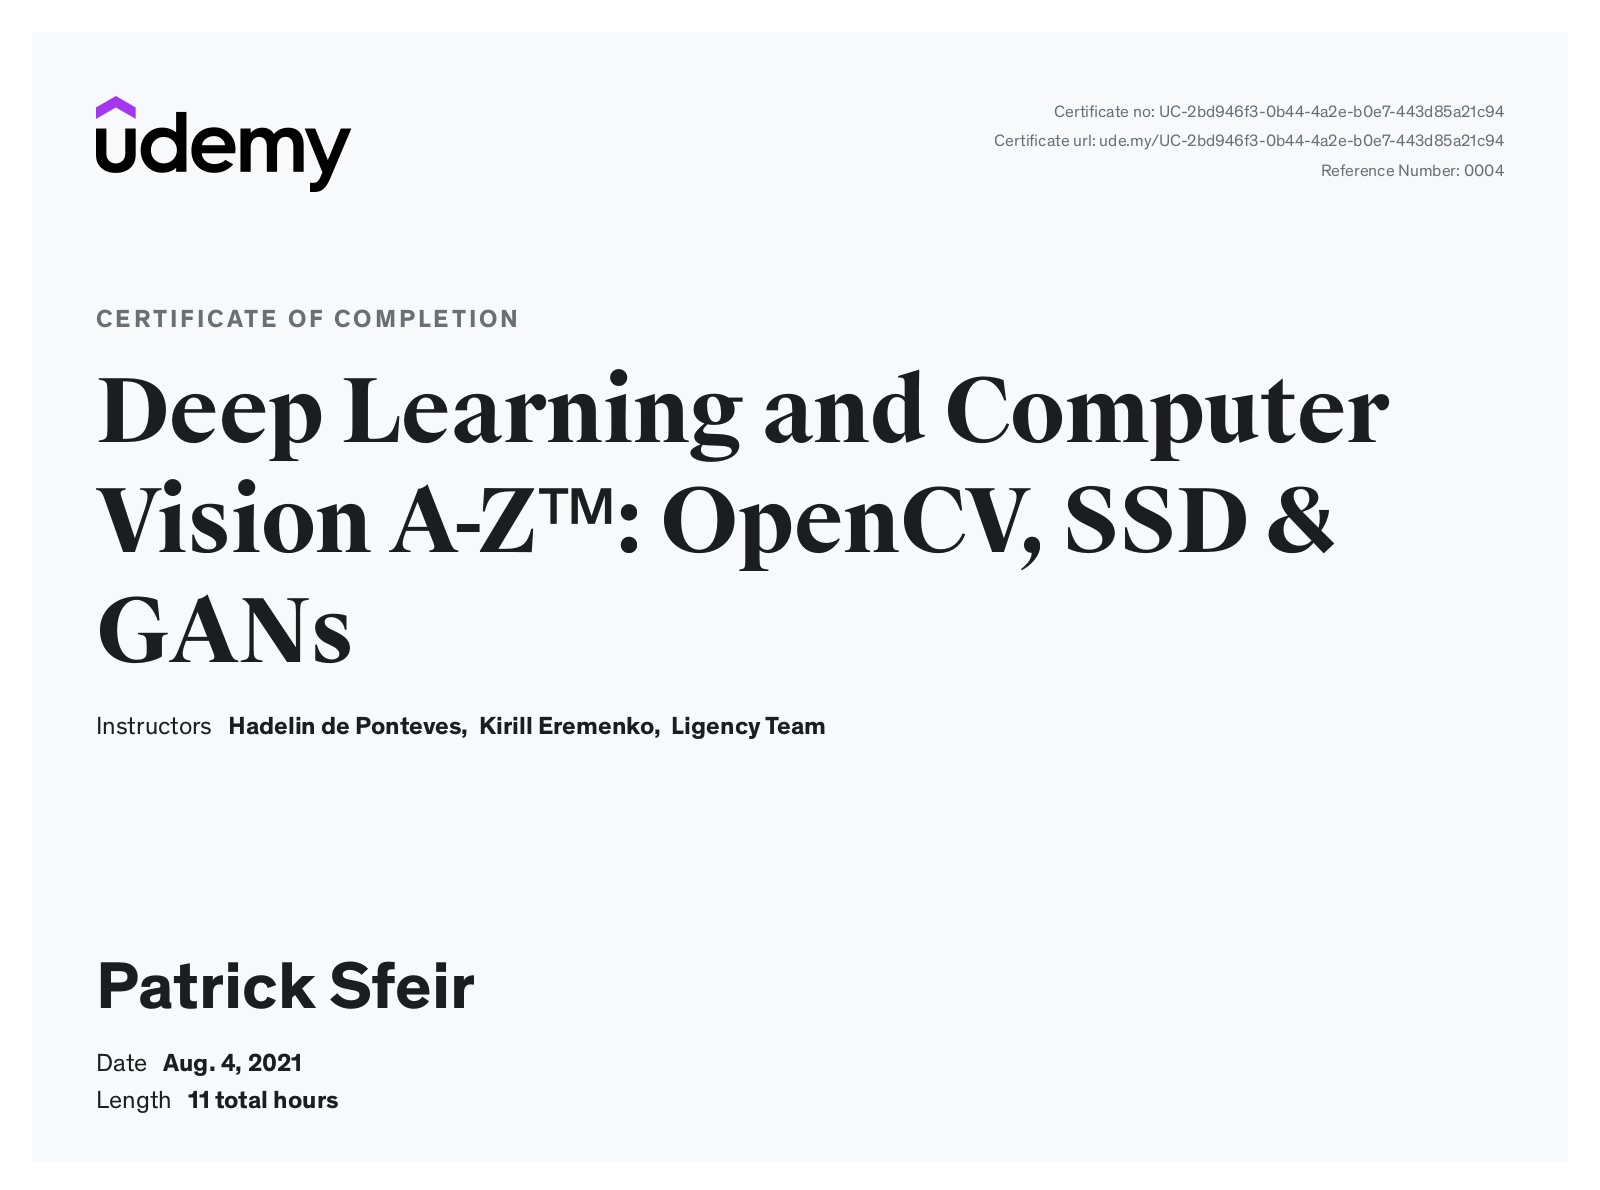 udemy
Certificate no: UC-2bd946f3-0b44-4a2e-b0e7-443d85a21c94
Certificate url: ude.my/UC-2bd946f3-0b44-4a2e-b0e7-443d85a21c94
Reference Number: 0004
CERTIFICATE OF COMPLETION
Deep Learning and Computer
Vision A-Z™: OpenCV, SSD &
GANs
Instructors Hadelin de Ponteves, Kirill Eremenko, Ligency Team
Patrick Sfeir
Date Aug. 4, 2021
Length 11 total hours